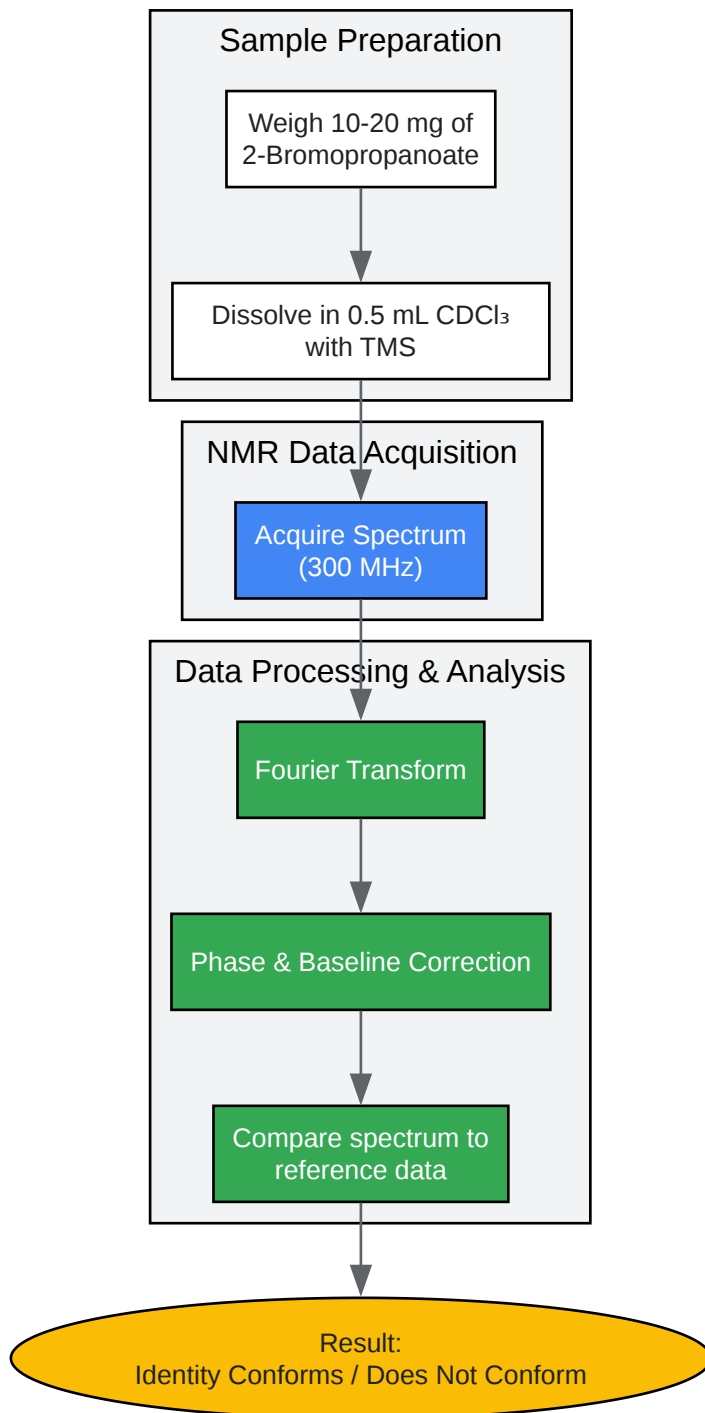 Sample Preparation
Weigh 10-20 mg of
2-Bromopropanoate
Dissolve in 0.5 mL CDCl₃
with TMS
NMR Data Acquisition
Acquire Spectrum
(300 MHz)
Data Processing & Analysis
Fourier Transform
Phase & Baseline Correction
Compare spectrum to
reference data
Result:
Identity Conforms / Does Not Conform